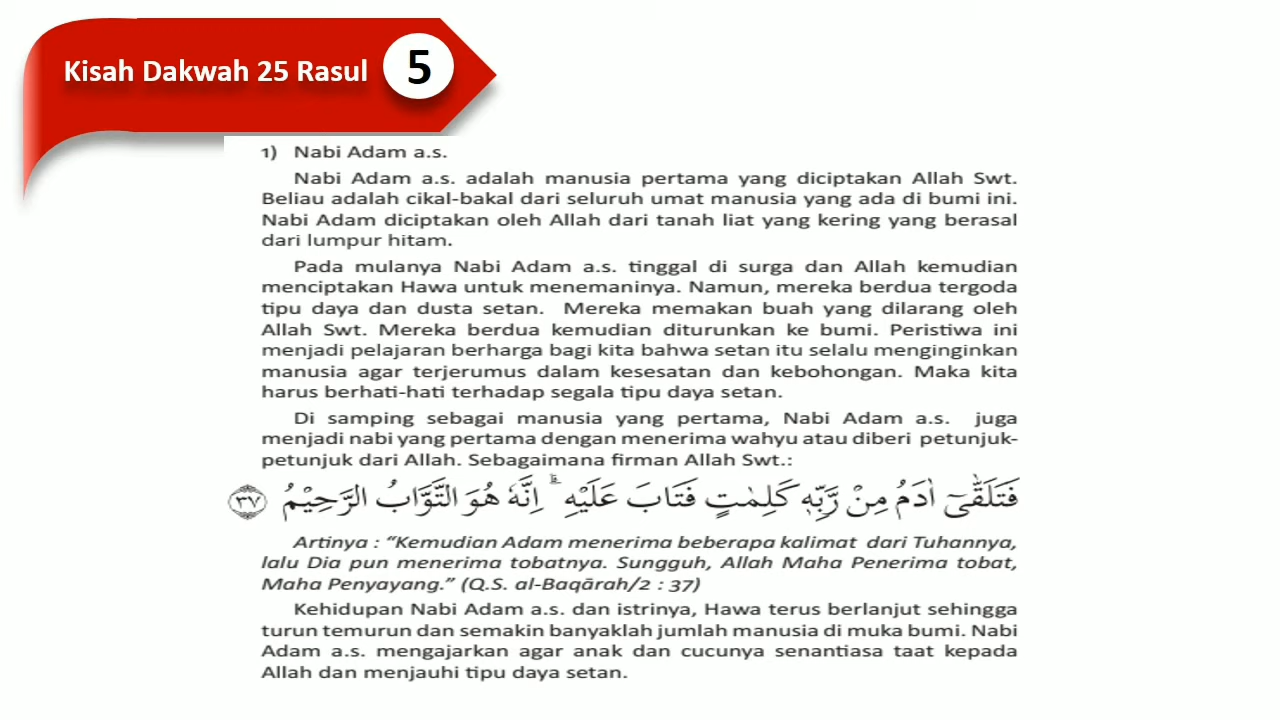 Kisah Dakwah 25 Rasul 5
1) Nabi Adam a.s.
Nabi Adam a.s. adalah manusia pertama yang diciptakan Allah Swt.
Beliau adalah cikal-bakal dari seluruh umat manusia yang ada di bumi ini.
Nabi Adam diciptakan oleh Allah dari tanah liat yang kering yang berasal
dari lumpur hitam.
Pada mulanya Nabi Adam a.s. tinggal di surga dan Allah kemudian
menciptakan Hawa untuk menemaninya. Namun, mereka berdua tergoda
tipu daya dan dusta setan. Mereka memakan buah yang dilarang oleh
Allah Swt. Mereka berdua kemudian diturunkan ke bumi. Peristiwa ini
menjadi pelajaran berharga bagi kita bahwa setan itu selalu menginginkan
manusia agar terjerumus dalam kesesatan dan kebohongan. Maka kita
harus berhati-hati terhadap segala tipu daya setan.
Di samping sebagai manusia yang pertama, Nabi Adam a.s. juga
menjadi nabi yang pertama dengan menerima wahyu atau diberi petunjuk-
petunjuk dari Allah. Sebagaimana firman Allah Swt.:
فَتَلَقّٰٓى اٰدَمُ مِنْ رَّبِّهٖ كَلِمٰتٍ فَتَابَ عَلَيْهِ ۗ اِنَّهٗ هُوَ التَّوَّابُ الرَّحِيْمُ ٣٧
Artinya : “Kemudian Adam menerima beberapa kalimat dari Tuhannya,
lalu Dia pun menerima tobatnya. Sungguh, Allah Maha Penerima tobat,
Maha Penyayang.” (Q.S. al-Baqārah/2 : 37)
Kehidupan Nabi Adam a.s. dan istrinya, Hawa terus berlanjut sehingga
turun temurun dan semakin banyaklah jumlah manusia di muka bumi. Nabi
Adam a.s. mengajarkan agar anak dan cucunya senantiasa taat kepada
Allah dan menjauhi tipu daya setan.